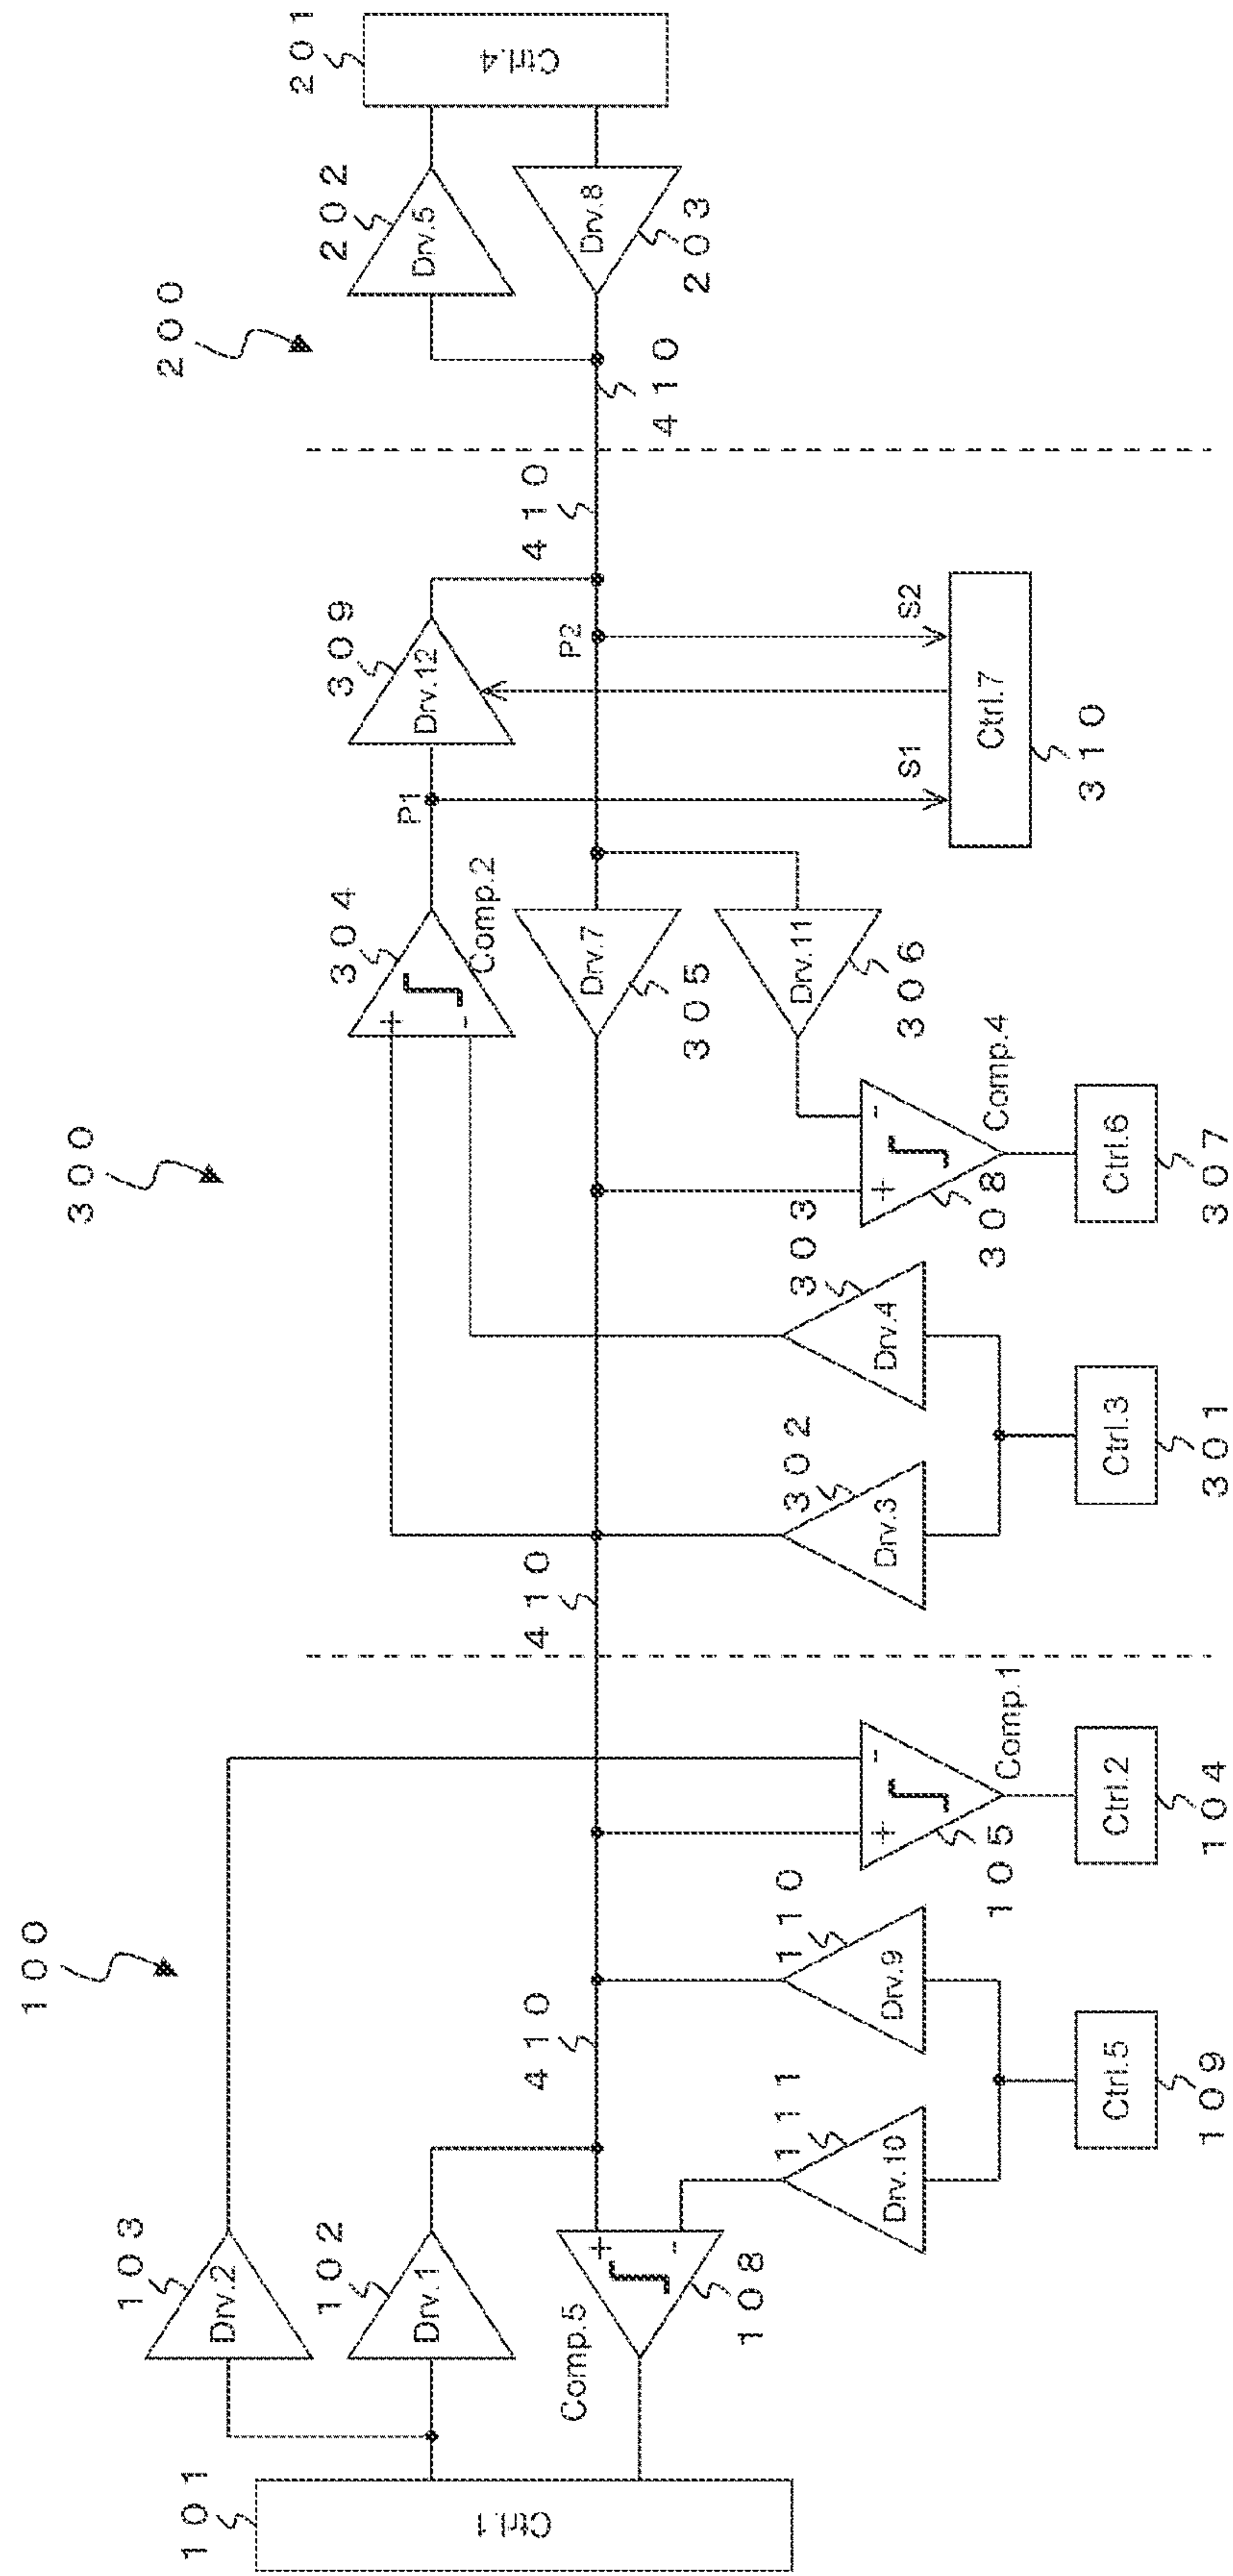 100
200
300
101
Ctrl.1
103
Drv.2
102
Drv.1
Comp.5
+
-
108
410
111
Drv.10
110
Drv.9
109
Ctrl.5
+
-
Comp.1
105
Ctrl.2
104
410
302
Drv.3
303
Drv.4
Ctrl.3
301
304
+
-
Comp.2
Drv.7
305
Drv.11
306
+
-
Comp.4
308
Ctrl.6
307
P1
309
Drv.12
P2
S1
S2
Ctrl.7
310
410
410
202
Drv.5
Drv.8
203
201
Ctrl.4